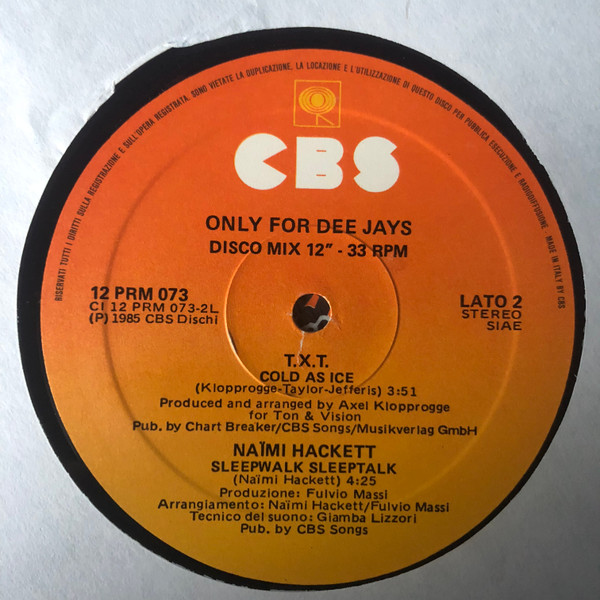 RISERVATI TUTTI I DIRITTI SULLA REGISTRAZIONE E SULL'OPERA REGISTRATA. SONO VIETATE LA DUPLICAZIONE, LA LOCAZIONE E L'UTILIZZAZIONE DI QUESTO DISCO PER PUBBLICA ESECUZIONE E RADIODIFFUSIONE. MADE IN ITALY BY CBS
CBS
ONLY FOR DEE JAYS
DISCO MIX 12" - 33 RPM
12 PRM 073
CI 12 PRM 073-2L
(P) 1985 CBS Dischi
LATO 2
STEREO
SIAE
T.X.T.
COLD AS ICE
(Klopprogge-Taylor-Jefferis) 3:51
Produced and arranged by Axel Klopprogge
for Ton & Vision
Pub. by Chart Breaker/CBS Songs/Musikverlag GmbH
NAÏMI HACKETT
SLEEPWALK SLEEPTALK
(Naïmi Hackett) 4:25
Produzione: Fulvio Massi
Arrangiamento: Naïmi Hackett/Fulvio Massi
Tecnico del suono: Giamba Lizzori
Pub. by CBS Songs